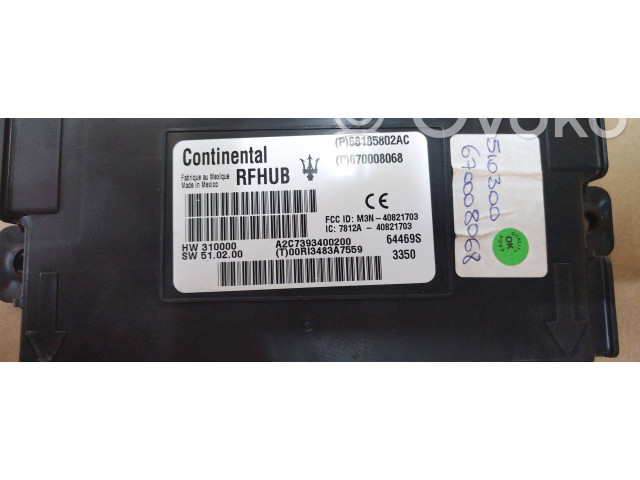 (P)68185802AC
Continental
(P)670008068
Fabriqué au Mexique
Made in Mexico
RFHUB
CE
FCC ID: M3N-40821703
IC: 7812A - 40821703
HW 310000
A2C7393400200
64469S
SW 51.02.00
(T)00RI3483A7559
3350
510300
670008068
OK